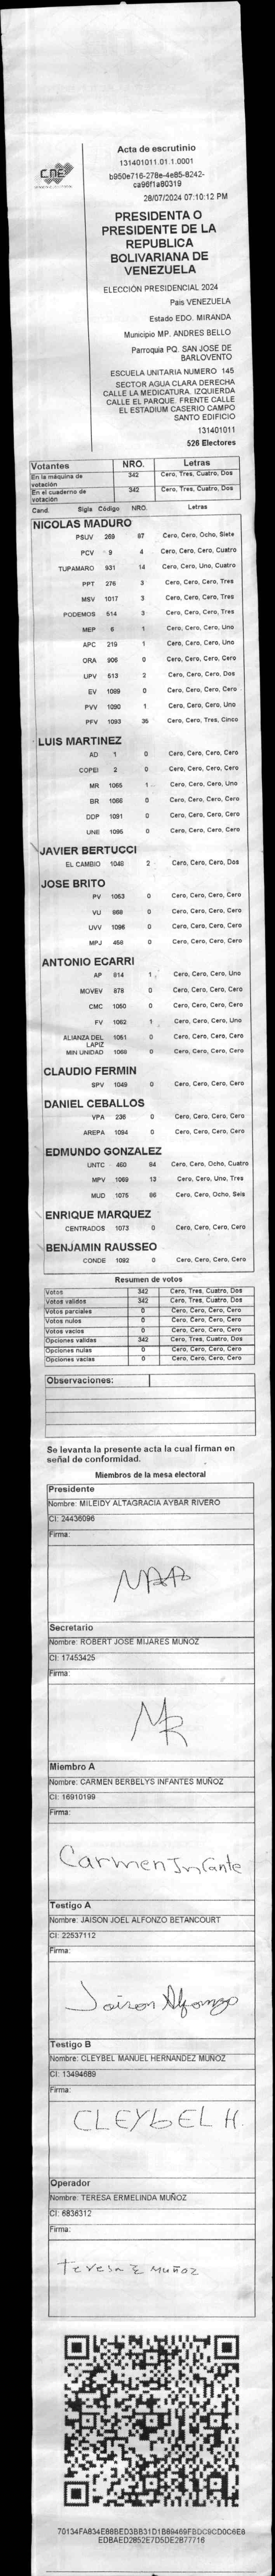 CNE
Acta de escrutinio
131401011.01.1.0001
b950e716-278e-4e85-8242-
ca96f1a80319
28/07/2024 07:10:12 PM
PRESIDENTA O
PRESIDENTE DE LA
REPUBLICA
BOLIVARIANA DE
VENEZUELA
ELECCIÓN PRESIDENCIAL 2024
Pais VENEZUELA
Estado EDO. MIRANDA
Municipio MP. ANDRES BELLO
Parroquia PQ. SAN JOSE DE
BARLOVENTO
ESCUELA UNITARIA NUMERO 145
SECTOR AGUA CLARA DERECHA
CALLE LA MEDICATURA. IZQUIERDA
CALLE EL PARQUE. FRENTE CALLE
EL ESTADIUM CASERIO CAMPO
SANTO EDIFICIO
131401011
526 Electores
Votantes NRO. Letras
En la máquina de votación 342 Cero, Tres, Cuatro, Dos
En el cuaderno de votación 342 Cero, Tres, Cuatro, Dos
Cand. Sigla Código NRO. Letras
NICOLAS MADURO
PSUV 269 87 Cero, Cero, Ocho, Siete
PCV 9 4 Cero, Cero, Cero, Cuatro
TUPAMARO 931 14 Cero, Cero, Uno, Cuatro
PPT 276 3 Cero, Cero, Cero, Tres
MSV 1017 3 Cero, Cero, Cero, Tres
PODEMOS 514 3 Cero, Cero, Cero, Tres
MEP 6 1 Cero, Cero, Cero, Uno
APC 219 1 Cero, Cero, Cero, Uno
ORA 906 0 Cero, Cero, Cero, Cero
UPV 513 2 Cero, Cero, Cero, Dos
EV 1089 0 Cero, Cero, Cero, Cero
PVV 1090 1 Cero, Cero, Cero, Uno
PFV 1093 35 Cero, Cero, Tres, Cinco
LUIS MARTINEZ
AD 1 0 Cero, Cero, Cero, Cero
COPEI 2 0 Cero, Cero, Cero, Cero
MR 1065 1 Cero, Cero, Cero, Uno
BR 1066 0 Cero, Cero, Cero, Cero
DDP 1091 0 Cero, Cero, Cero, Cero
UNE 1095 0 Cero, Cero, Cero, Cero
JAVIER BERTUCCI
EL CAMBIO 1048 2 Cero, Cero, Cero, Dos
JOSE BRITO
PV 1053 0 Cero, Cero, Cero, Cero
VU 868 0 Cero, Cero, Cero, Cero
UVV 1096 0 Cero, Cero, Cero, Cero
MPJ 458 0 Cero, Cero, Cero, Cero
ANTONIO ECARRI
AP 814 1 Cero, Cero, Cero, Uno
MOVEV 878 0 Cero, Cero, Cero, Cero
CMC 1050 0 Cero, Cero, Cero, Cero
FV 1062 1 Cero, Cero, Cero, Uno
ALIANZA DEL LAPIZ 1051 0 Cero, Cero, Cero, Cero
MIN UNIDAD 1068 0 Cero, Cero, Cero, Cero
CLAUDIO FERMIN
SPV 1049 0 Cero, Cero, Cero, Cero
DANIEL CEBALLOS
VPA 236 0 Cero, Cero, Cero, Cero
AREPA 1094 0 Cero, Cero, Cero, Cero
EDMUNDO GONZALEZ
UNTC 460 84 Cero, Cero, Ocho, Cuatro
MPV 1069 13 Cero, Cero, Uno, Tres
MUD 1075 86 Cero, Cero, Ocho, Seis
ENRIQUE MARQUEZ
CENTRADOS 1073 0 Cero, Cero, Cero, Cero
BENJAMIN RAUSSEO
CONDE 1092 0 Cero, Cero, Cero, Cero
Resumen de votos
Votos 342 Cero, Tres, Cuatro, Dos
Votos validos 342 Cero, Tres, Cuatro, Dos
Votos parciales 0 Cero, Cero, Cero, Cero
Votos nulos 0 Cero, Cero, Cero, Cero
Votos vacios 0 Cero, Cero, Cero, Cero
Opciones validas 342 Cero, Tres, Cuatro, Dos
Opciones nulas 0 Cero, Cero, Cero, Cero
Opciones vacias 0 Cero, Cero, Cero, Cero
Observaciones:
Se levanta la presente acta la cual firman en
señal de conformidad.
Miembros de la mesa electoral
Presidente
Nombre: MILEIDY ALTAGRACIA AYBAR RIVERO
CI: 24436096
Firma:
Secretario
Nombre: ROBERT JOSE MIJARES MUÑOZ
CI: 17453425
Firma:
MR
Miembro A
Nombre: CARMEN BERBELYS INFANTES MUÑOZ
CI: 16910199
Firma:
Carmen Infante
Testigo A
Nombre: JAISON JOEL ALFONZO BETANCOURT
CI: 22537112
Firma:
Jaison Alfonzo
Testigo B
Nombre: CLEYBEL MANUEL HERNANDEZ MUÑOZ
CI: 13494689
Firma:
CLEYbEL H.
Operador
Nombre: TERESA ERMELINDA MUÑOZ
CI: 6836312
Firma:
Teresa E Muñoz
70134FA834E88BED3BB31D1B89469FBDC9CD0C6E8
EDBAED2852E7D5DE2B77716